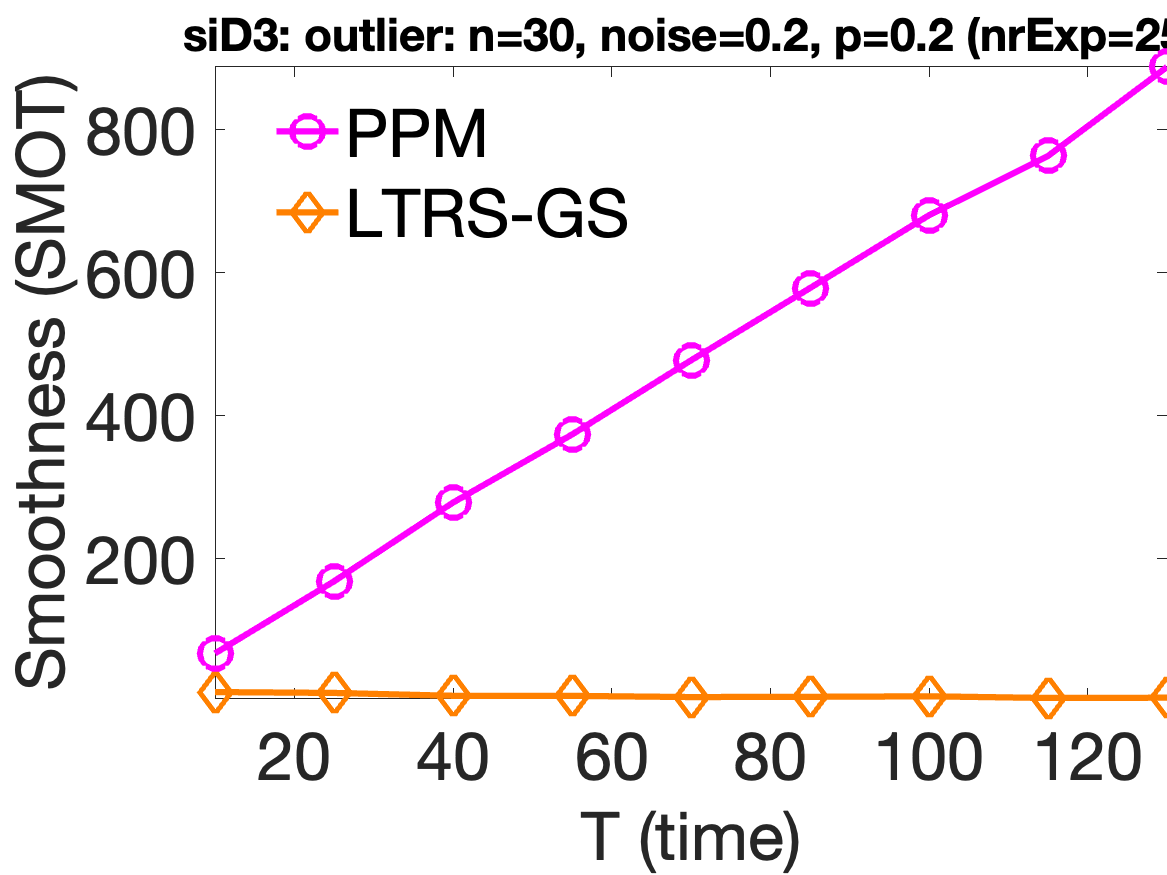 siD3: outlier: n=30, noise=0.2, p=0.2 (nrExp=25
PPM
LTRS-GS
Smoothness (SMOT)
800
600
400
200
20 40 60 80 100 120
T (time)